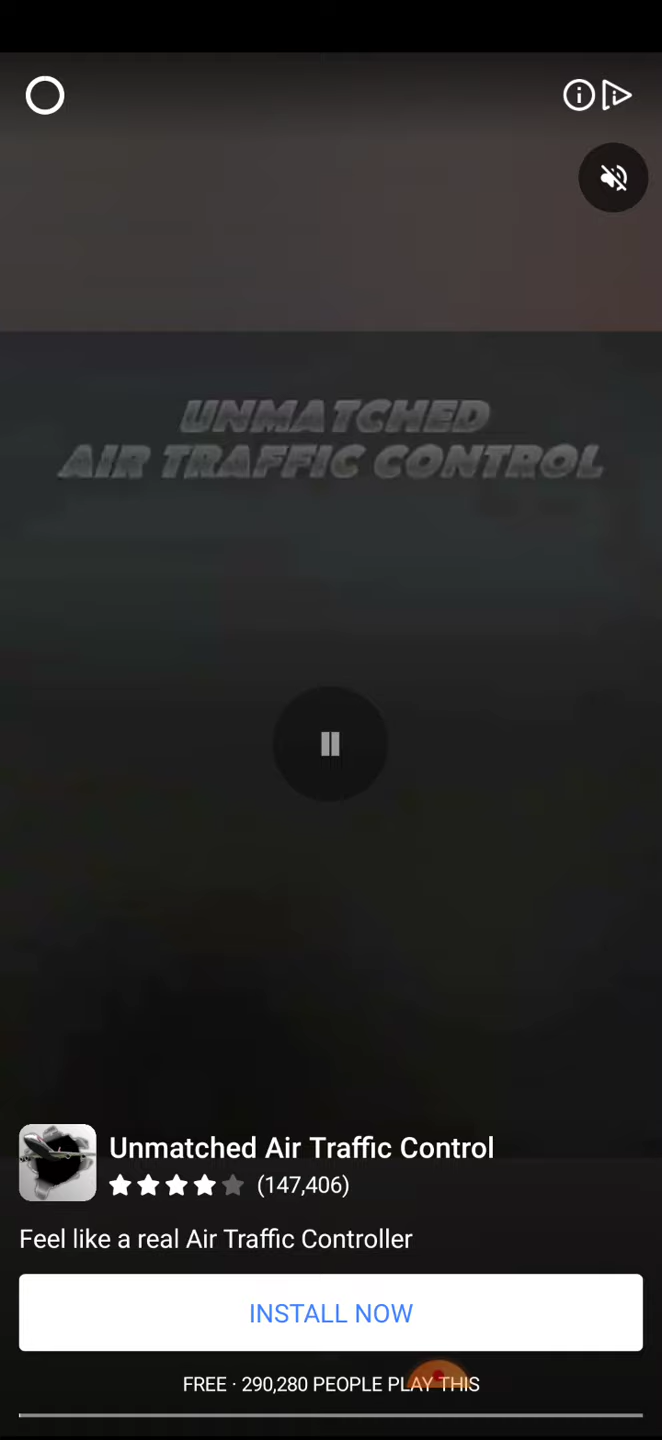 UNMATCHED
AIR TRAFFIC CONTROL
Unmatched Air Traffic Control
(147,406)
Feel like a real Air Traffic Controller
INSTALL NOW
FREE · 290,280 PEOPLE PLAY THIS